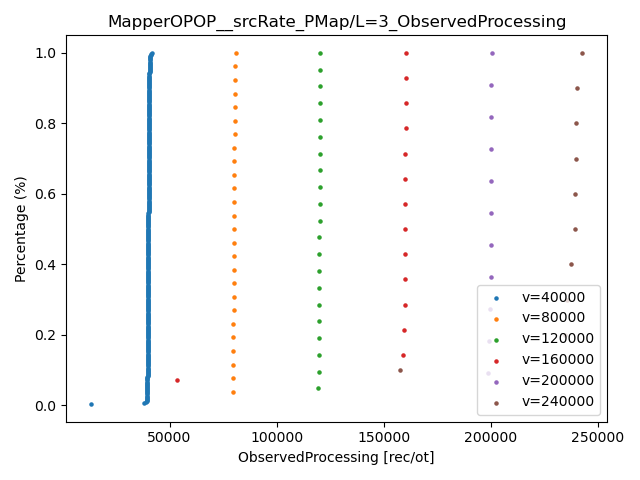 MapperOPOP__srcRate_PMap/L=3_ObservedProcessing
Percentage (%)
1.0
0.8
0.6
0.4
0.2
0.0
v=40000
v=80000
v=120000
v=160000
v=200000
v=240000
50000
100000
150000
200000
250000
ObservedProcessing [rec/ot]